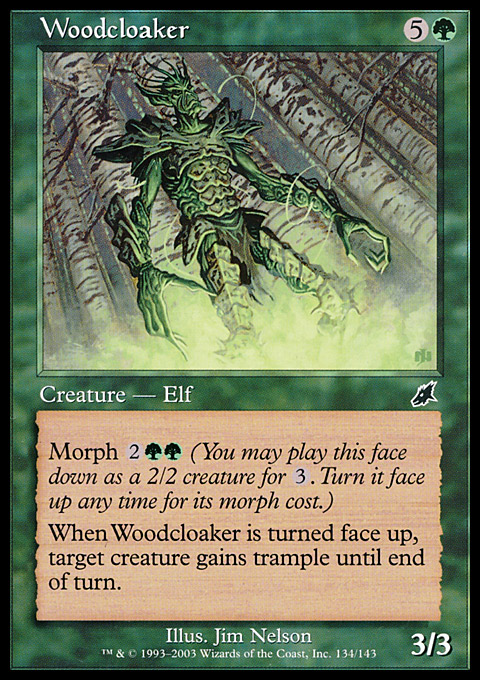 Woodcloaker 5
Creature — Elf
Morph 2 (You may play this face
down as a 2/2 creature for 3. Turn it face
up any time for its morph cost.)
When Woodcloaker is turned face up,
target creature gains trample until end
of turn.
Illus. Jim Nelson
3/3
™ & © 1993–2003 Wizards of the Coast, Inc. 134/143